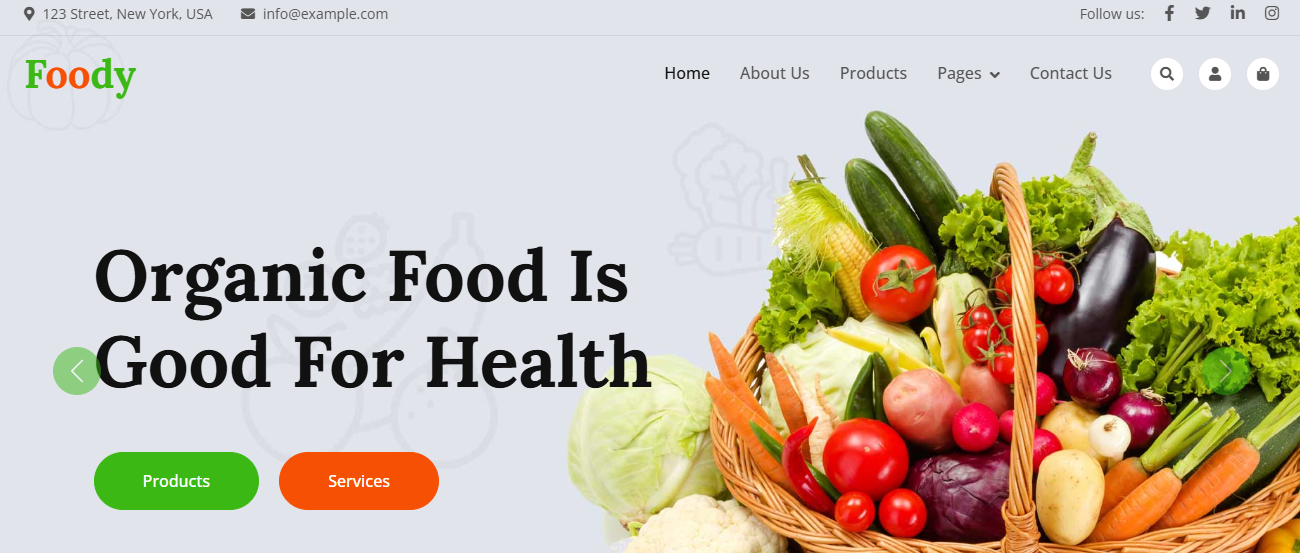 123 Street, New York, USA info@example.com Follow us:
Foody Home About Us Products Pages Contact Us
Organic Food Is
Good For Health
Products Services